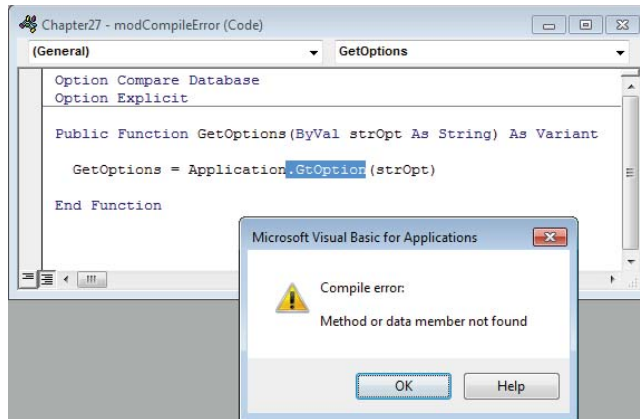 Chapter27 - modCompileError (Code)
(General)
GetOptions
Option Compare Database
Option Explicit
Public Function GetOptions(ByVal strOpt As String) As Variant
GetOptions = Application.GtOption(strOpt)
End Function
Microsoft Visual Basic for Applications
Compile error:
Method or data member not found
OK
Help